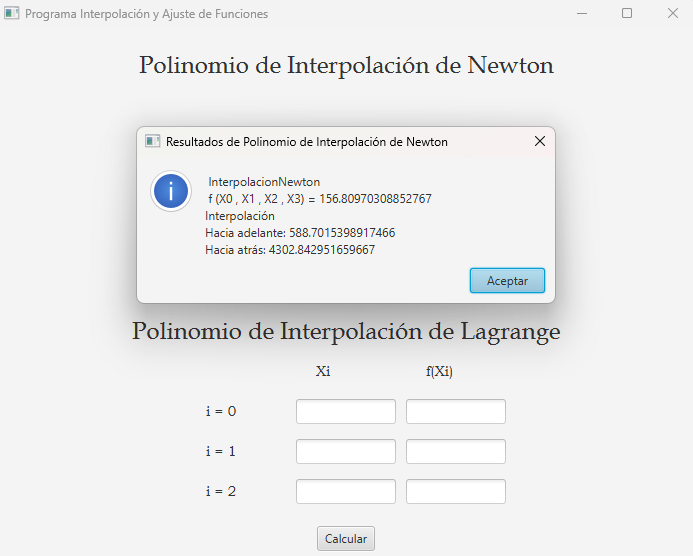 Programa Interpolación y Ajuste de Funciones
Polinomio de Interpolación de Newton
Resultados de Polinomio de Interpolación de Newton
InterpolacionNewton
f (X0 , X1 , X2 , X3) = 156.80970308852767
Interpolación
Hacia adelante: 588.7015398917466
Hacia atrás: 4302.842951659667
Aceptar
Polinomio de Interpolación de Lagrange
Xi f(Xi)
i = 0
i = 1
i = 2
Calcular